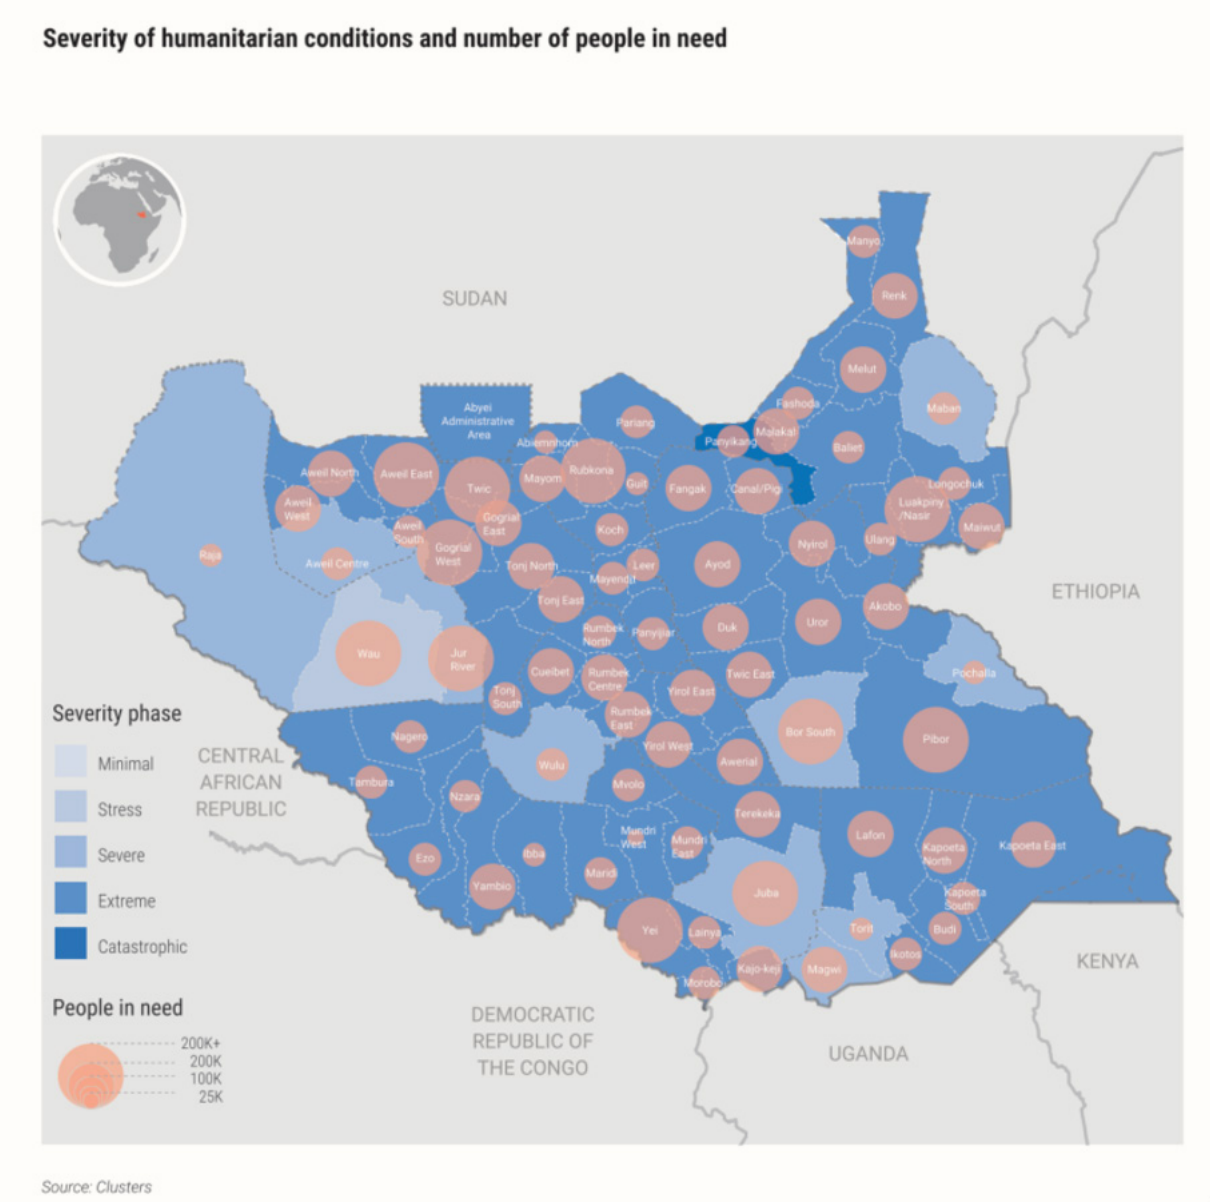 Severity of humanitarian conditions and number of people in need
SUDAN
Manyo
Renk
Melut
Maban
Fashoda
Malakal
Panyikang
Baliet
Abyei
Administrative
Area
Abiemnhom
Pariang
Aweil North
Aweil East
Twic
Mayom
Rubkona
Guit
Fangak
Canal/Pigi
Longochuk
Luakpiny
/Nasir
Maiwut
Aweil
West
Aweil
South
Gogrial
East
Koch
Nyirol
Ulang
Raja
Aweil Centre
Gogrial
West
Tonj North
Mayendit
Leer
Ayod
ETHIOPIA
Tonj East
Akobo
Rumbek
North
Panyijiar
Duk
Uror
Wau
Jur
River
Cueibet
Rumbek
Centre
Twic East
Pochalla
Tonj
South
Yirol East
Rumbek
East
Bor South
Pibor
Nagero
Yirol West
Wulu
Awerial
Tambura
Mvolo
Nzara
Terekeka
Mundri
West
Mundri
East
Lafon
Kapoeta
North
Kapoeta East
Ezo
Ibba
Yambio
Maridi
Juba
Kapoeta
South
Yei
Lainya
Torit
Budi
Ikotos
Morobo
Kajo-keji
Magwi
KENYA
UGANDA
DEMOCRATIC
REPUBLIC OF
THE CONGO
CENTRAL
AFRICAN
REPUBLIC
Severity phase
Minimal
Stress
Severe
Extreme
Catastrophic
People in need
200K+
200K
100K
25K
Source: Clusters